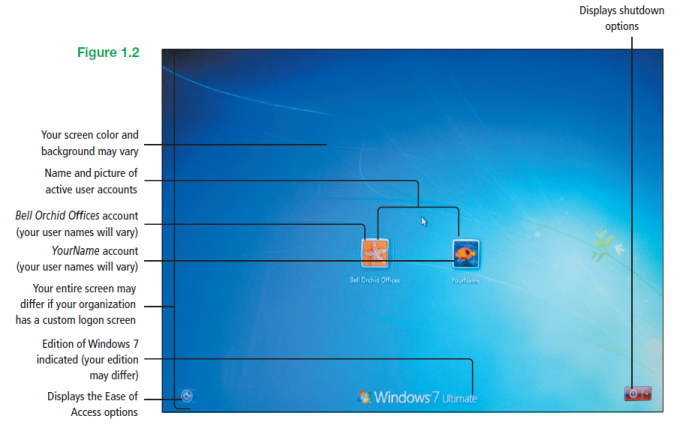 Displays shutdown
options
Figure 1.2
Your screen color and
background may vary
Name and picture of
active user accounts
Bell Orchid Offices account
(your user names will vary)
YourName account
(your user names will vary)
Your entire screen may
differ if your organization
has a custom logon screen
Edition of Windows 7
indicated (your edition
may differ)
Displays the Ease of
Access options
Bell Orchid Offices
YourName
Windows 7 Ultimate